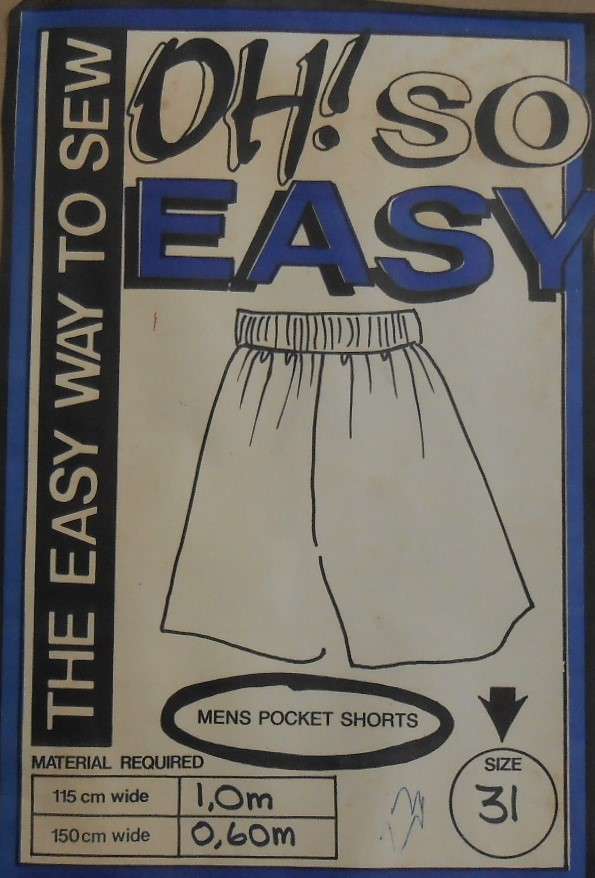 THE EASY WAY TO SEW
OH! SO
EASY
MENS POCKET SHORTS
MATERIAL REQUIRED
115 cm wide 1,0m
150 cm wide 0,60m
SIZE
31